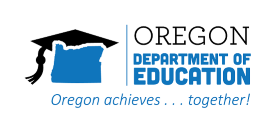 OREGON
DEPARTMENT OF
EDUCATION
Oregon achieves . . . together!